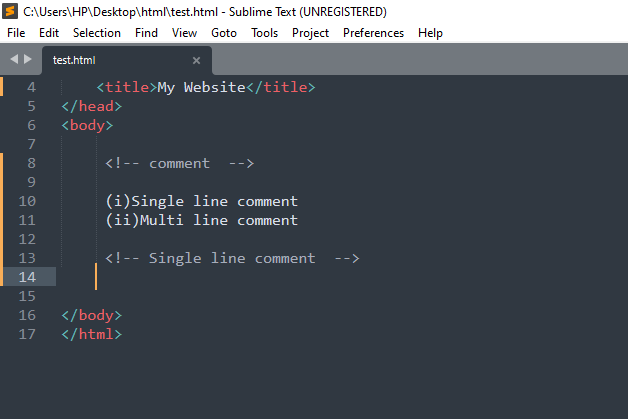 C:\Users\HP\Desktop\html\test.html - Sublime Text (UNREGISTERED)
File Edit Selection Find View Goto Tools Project Preferences Help
test.html ×
4 <title>My Website</title>
5 </head>
6 <body>
7
8 <!-- comment  -->
9
10 (i)Single line comment
11 (ii)Multi line comment
12
13 <!-- Single line comment  -->
14
15
16 </body>
17 </html>